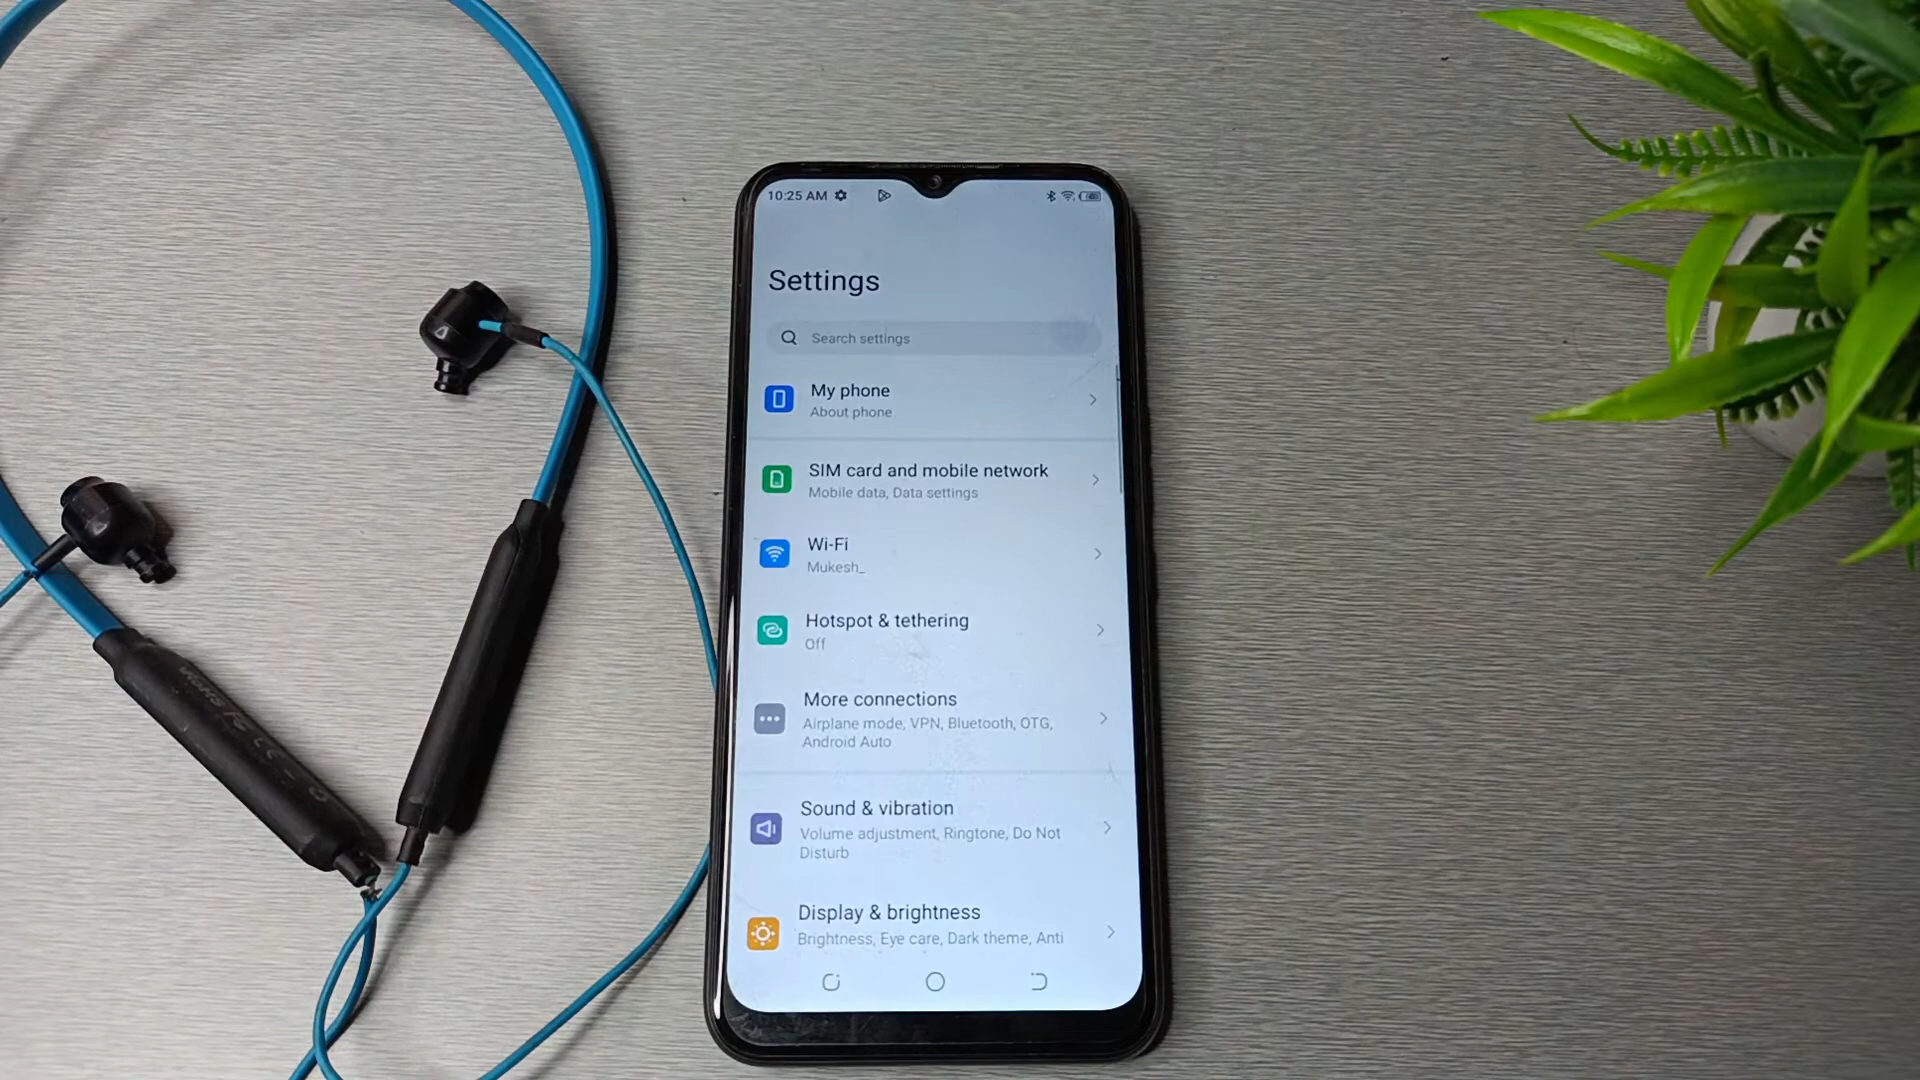 10:25 AM
Settings
Search settings
My phone
About phone
SIM card and mobile network
Mobile data, Data settings
Wi-Fi
Mukesh_
Hotspot & tethering
Off
More connections
Airplane mode, VPN, Bluetooth, OTG,
Android Auto
Sound & vibration
Volume adjustment, Ringtone, Do Not
Disturb
Display & brightness
Brightness, Eye care, Dark theme, Anti